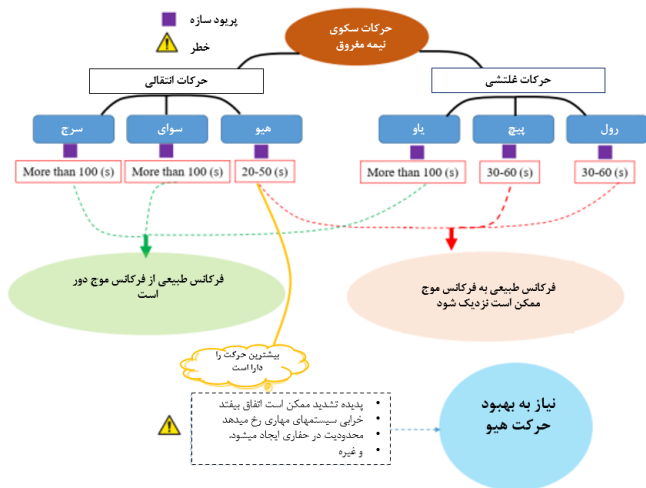 پریود سازه
خطر
حرکات سکوی
نیمه مغروق
حرکات انتقالی
حرکات غلتشی
سرج
سوای
هیو
یاو
پیچ
رول
More than 100 (s)
More than 100 (s)
20-50 (s)
More than 100 (s)
30-60 (s)
30-60 (s)
فرکانس طبیعی از فرکانس موج دور
است
فرکانس طبیعی به فرکانس موج
ممکن است نزدیک شود
بیشترین حرکت را
دارا است
• پدیده تشدید ممکن است اتفاق بیفتد
• خرابی سیستمهای مهاری رخ میدهد
• محدودیت در حفاری ایجاد میشود.
• و غیره
نیاز به بهبود
حرکت هیو